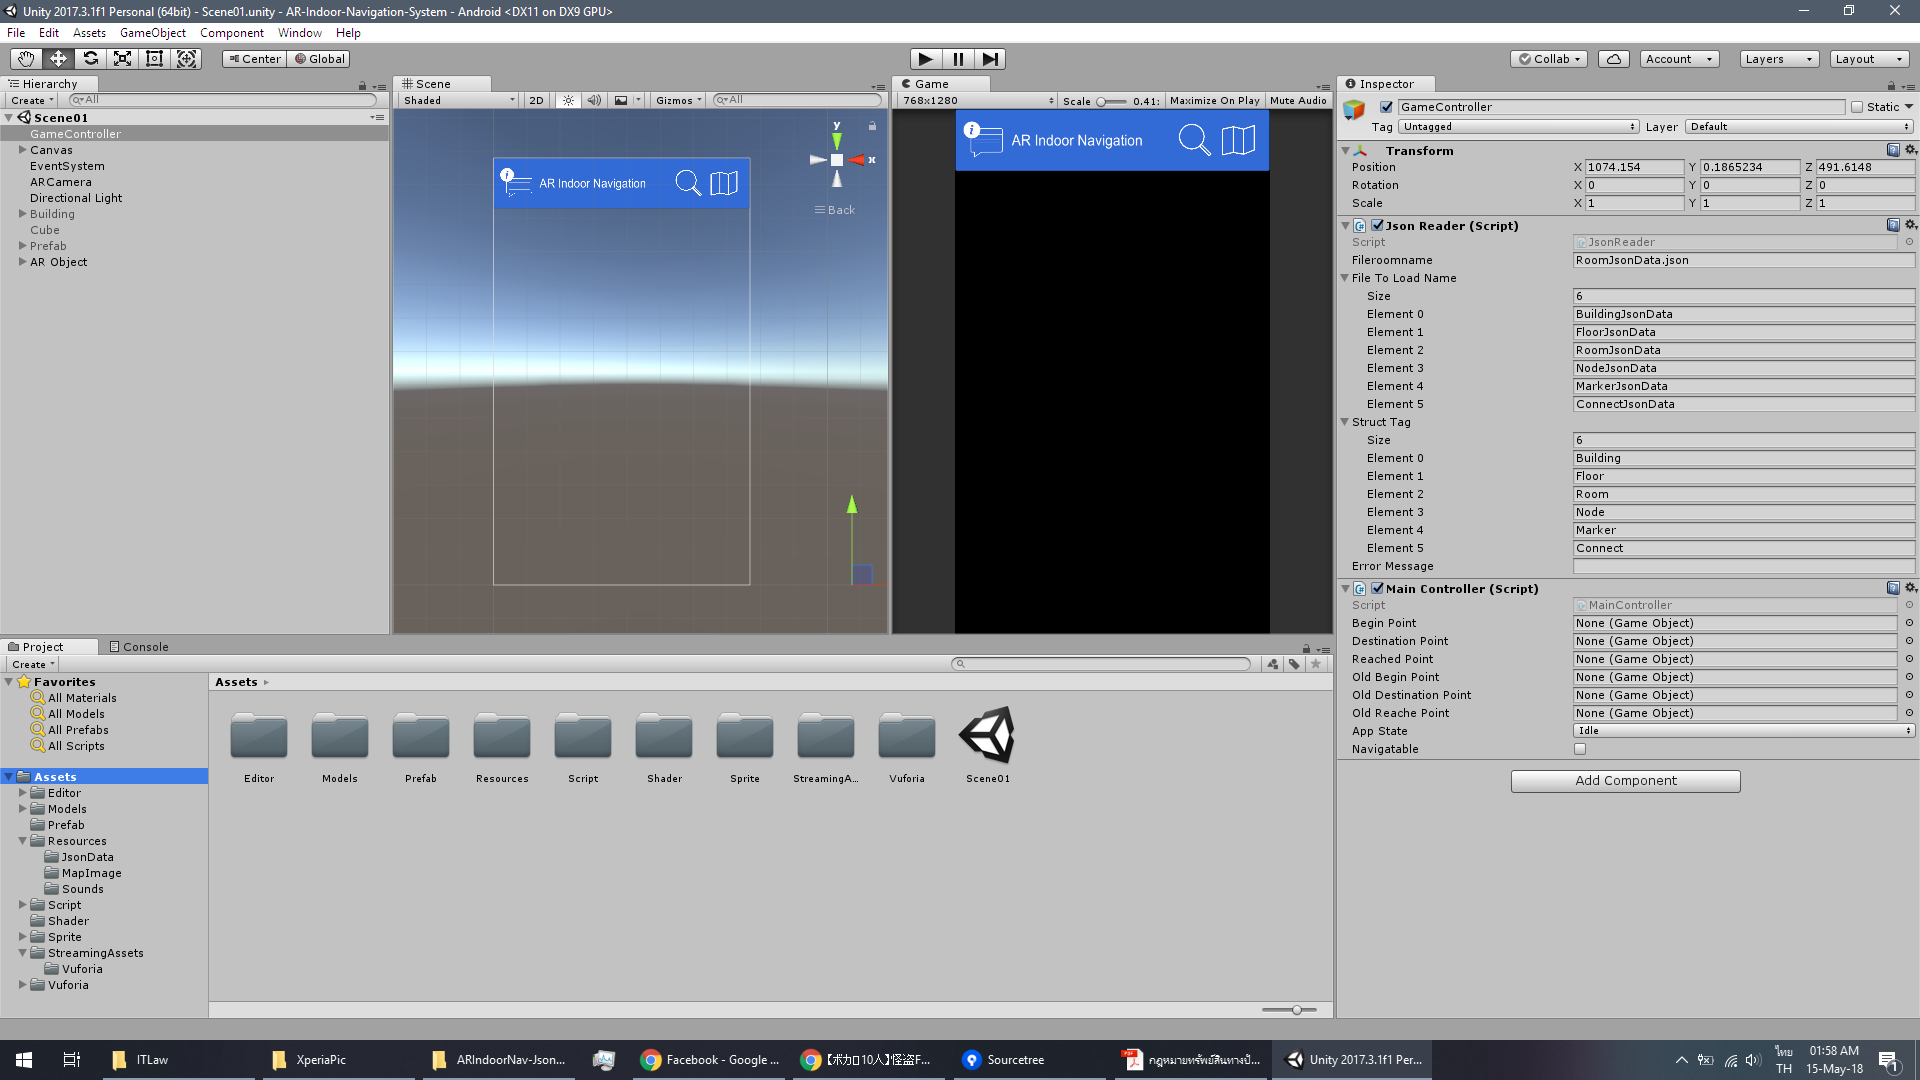 Unity 2017.3.1f1 Personal (64bit) - Scene01.unity - AR-Indoor-Navigation-System - Android <DX11 on DX9 GPU>
File Edit Assets GameObject Component Window Help
Center Global Collab Account Layers Layout
Hierarchy
Create All
Scene01
GameController
Canvas
EventSystem
ARCamera
Directional Light
Building
Cube
Prefab
AR Object
Scene
Shaded 2D Gizmos All
y
x
Back
AR Indoor Navigation
Game
768x1280 Scale 0.41: Maximize On Play Mute Audio
AR Indoor Navigation
Inspector
GameController Static
Tag Untagged Layer Default
Transform
Position X 1074.154 Y 0.1865234 Z 491.6148
Rotation X 0 Y 0 Z 0
Scale X 1 Y 1 Z 1
Json Reader (Script)
Script JsonReader
Fileroomname RoomJsonData.json
File To Load Name
Size 6
Element 0 BuildingJsonData
Element 1 FloorJsonData
Element 2 RoomJsonData
Element 3 NodeJsonData
Element 4 MarkerJsonData
Element 5 ConnectJsonData
Struct Tag
Size 6
Element 0 Building
Element 1 Floor
Element 2 Room
Element 3 Node
Element 4 Marker
Element 5 Connect
Error Message
Main Controller (Script)
Script MainController
Begin Point None (Game Object)
Destination Point None (Game Object)
Reached Point None (Game Object)
Old Begin Point None (Game Object)
Old Destination Point None (Game Object)
Old Reache Point None (Game Object)
App State Idle
Navigatable
Add Component
Project Console
Create
Favorites
All Materials
All Models
All Prefabs
All Scripts
Assets
Editor
Models
Prefab
Resources
JsonData
MapImage
Sounds
Script
Shader
Sprite
StreamingAssets
Vuforia
Vuforia
Assets
Editor Models Prefab Resources Script Shader Sprite StreamingA... Vuforia Scene01
ITLaw XperiaPic ARIndoorNav-Json... Facebook - Google ... 【ボカロ10人】怪盗F... Sourcetree กฎหมายทรัพย์สินทางปั... Unity 2017.3.1f1 Per...
ไทย
TH
01:58 AM
15-May-18
1